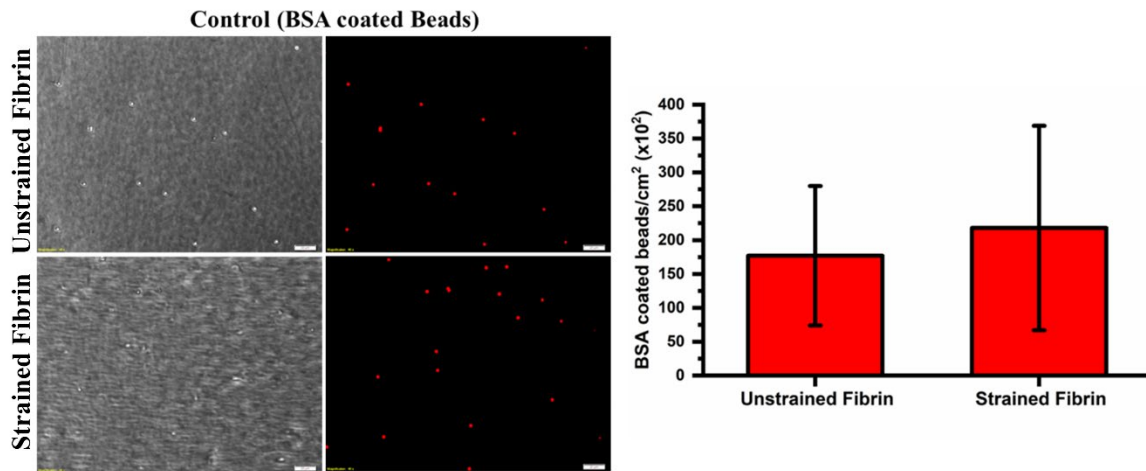 Control (BSA coated Beads)
Unstrained Fibrin
Strained Fibrin
BSA coated beads/cm² (x10²)
400
350
300
250
200
150
100
50
0
Unstrained Fibrin
Strained Fibrin